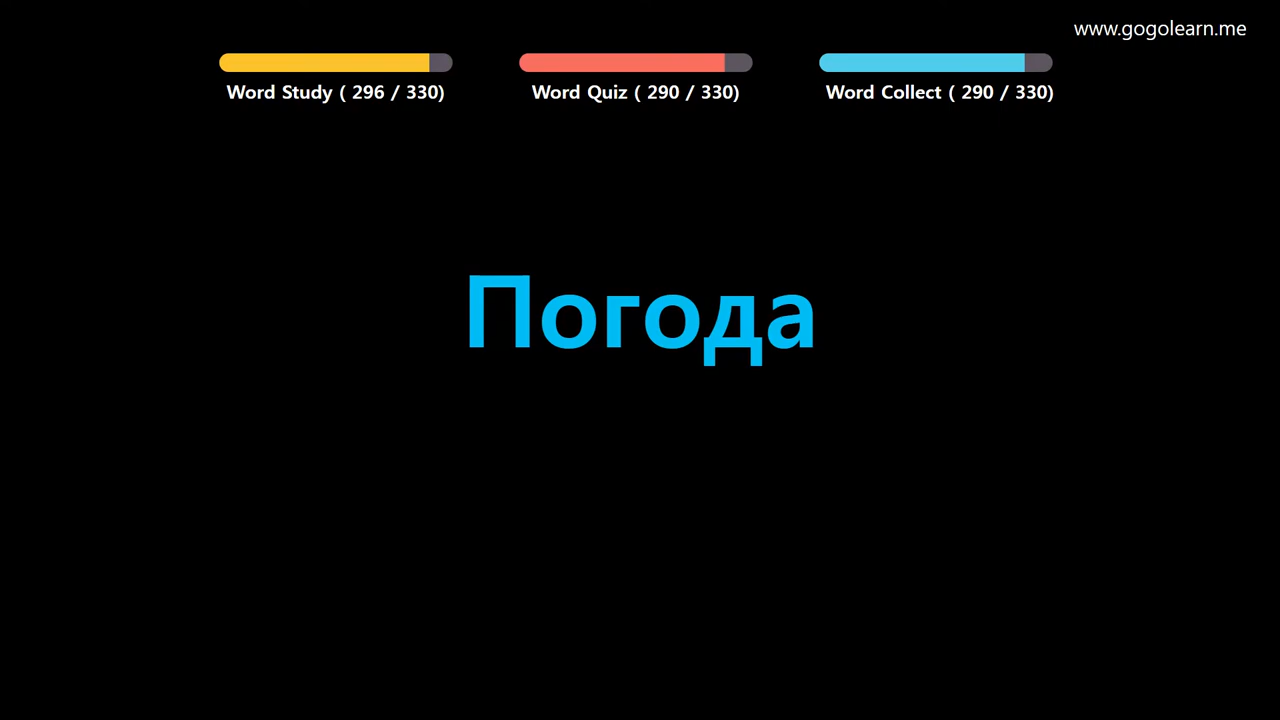 www.gogolearn.me
Word Study ( 296 / 330)
Word Quiz ( 290 / 330)
Word Collect ( 290 / 330)
Погода